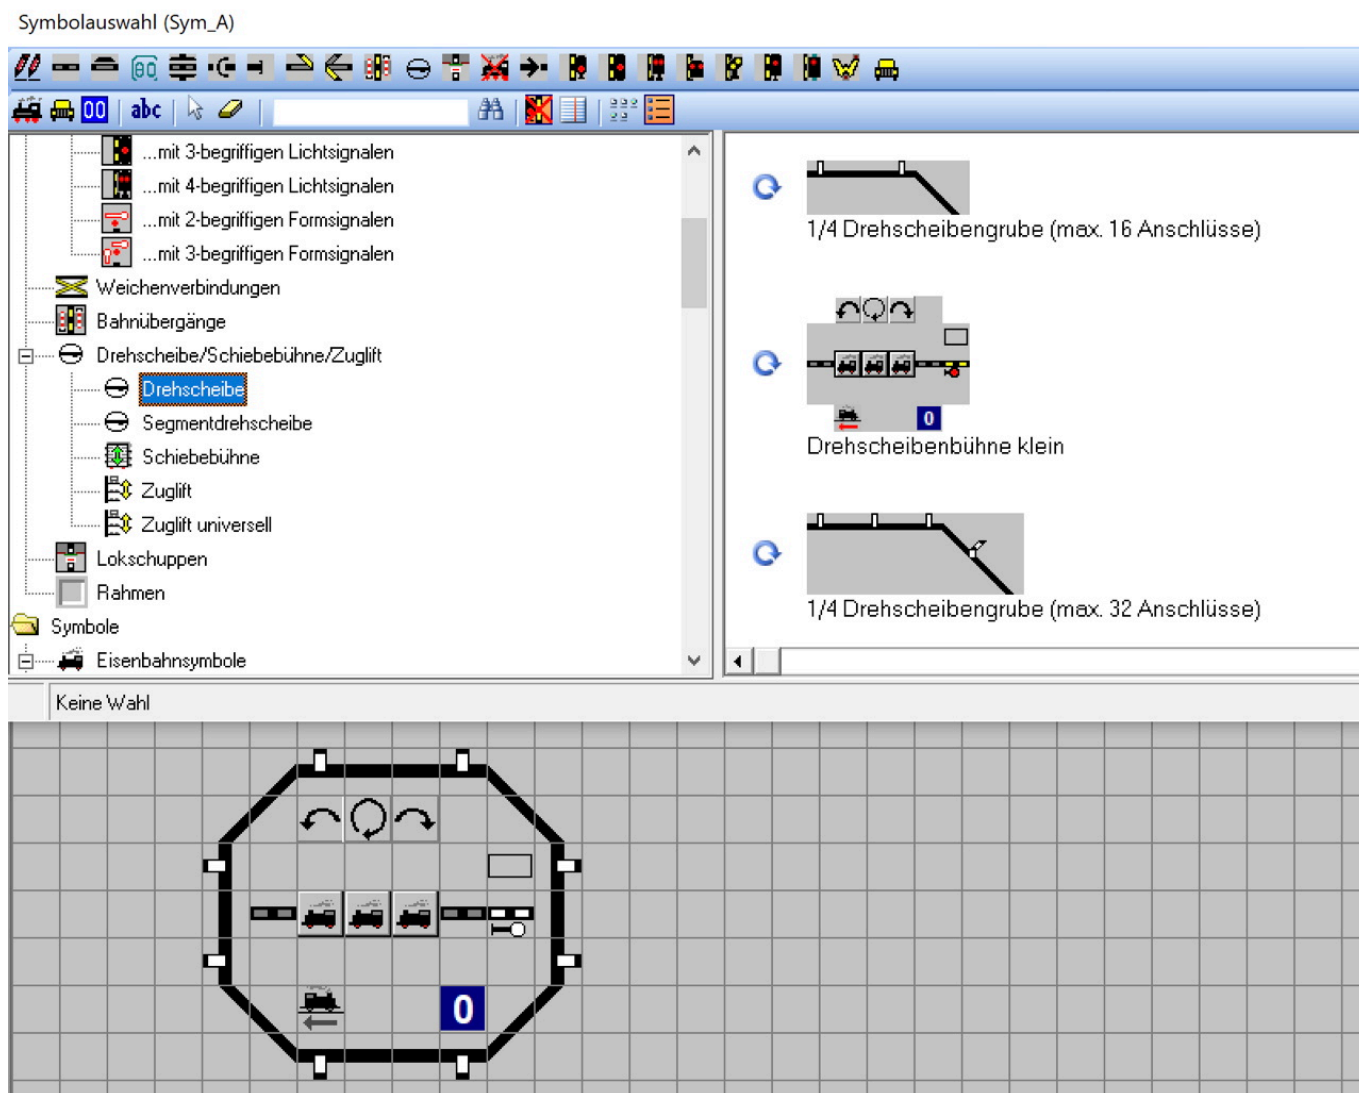 Symbolauswahl (Sym_A)
00
abc
...mit 3-begriffigen Lichtsignalen
...mit 4-begriffigen Lichtsignalen
...mit 2-begriffigen Formsignalen
...mit 3-begriffigen Formsignalen
Weichenverbindungen
Bahnübergänge
Drehscheibe/Schiebebühne/Zuglift
Drehscheibe
Segmentdrehscheibe
Schiebebühne
Zuglift
Zuglift universell
Lokschuppen
Rahmen
Symbole
Eisenbahnsymbole
1/4 Drehscheibengrube (max. 16 Anschlüsse)
0
Drehscheibenbühne klein
1/4 Drehscheibengrube (max. 32 Anschlüsse)
Keine Wahl
0